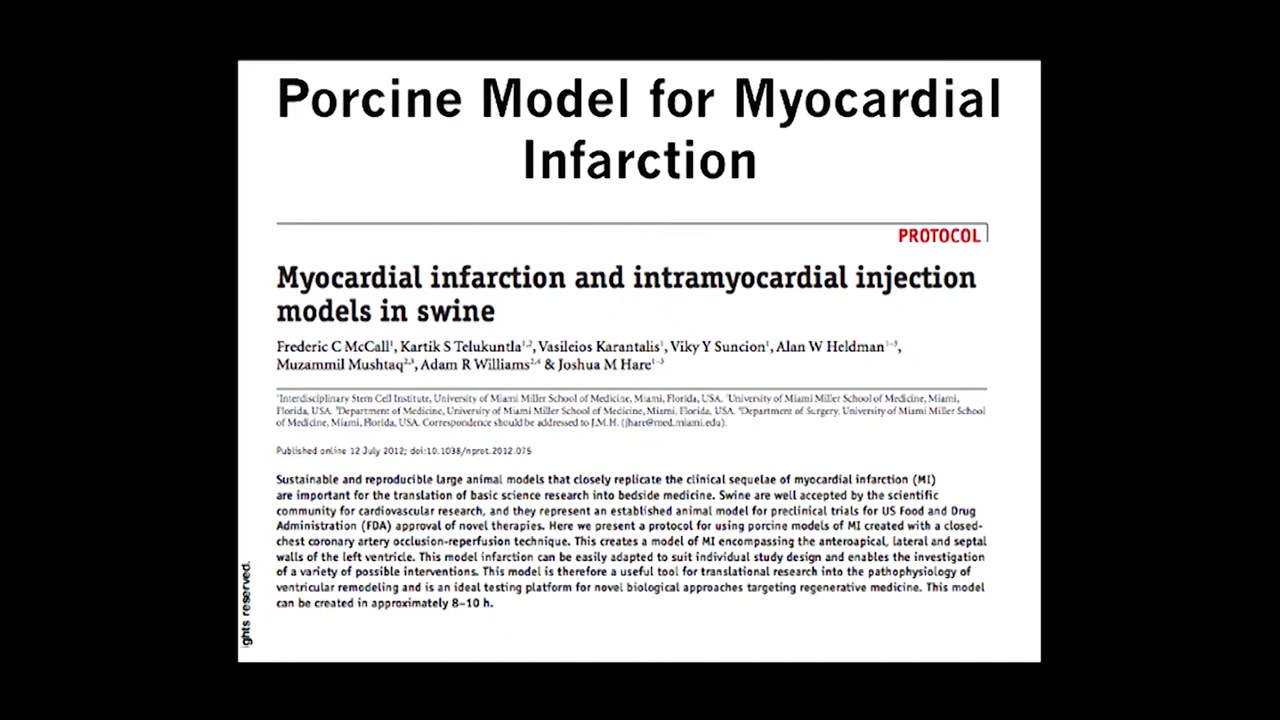 Porcine Model for Myocardial
Infarction
PROTOCOL
Myocardial infarction and intramyocardial injection
models in swine
Frederic C McCall¹, Kartik S Telukuntla¹,², Vasileios Karantalis¹, Viky Y Suncion¹, Alan W Heldman¹⁻³,
Muzammil Mushtaq²,³, Adam R Williams²,⁴ & Joshua M Hare¹⁻³
¹Interdisciplinary Stem Cell Institute, University of Miami Miller School of Medicine, Miami, Florida, USA. ²University of Miami Miller School of Medicine, Miami,
Florida, USA. ³Department of Medicine, University of Miami Miller School of Medicine, Miami, Florida, USA. ⁴Department of Surgery, University of Miami Miller School
of Medicine, Miami, Florida, USA. Correspondence should be addressed to J.M.H. (jhare@med.miami.edu).
Published online 12 July 2012; doi:10.1038/nprot.2012.075
Sustainable and reproducible large animal models that closely replicate the clinical sequelae of myocardial infarction (MI)
are important for the translation of basic science research into bedside medicine. Swine are well accepted by the scientific
community for cardiovascular research, and they represent an established animal model for preclinical trials for US Food and Drug
Administration (FDA) approval of novel therapies. Here we present a protocol for using porcine models of MI created with a closed-
chest coronary artery occlusion-reperfusion technique. This creates a model of MI encompassing the anteroapical, lateral and septal
walls of the left ventricle. This model infarction can be easily adapted to suit individual study design and enables the investigation
of a variety of possible interventions. This model is therefore a useful tool for translational research into the pathophysiology of
ventricular remodeling and is an ideal testing platform for novel biological approaches targeting regenerative medicine. This model
can be created in approximately 8–10 h.
ights reserved.